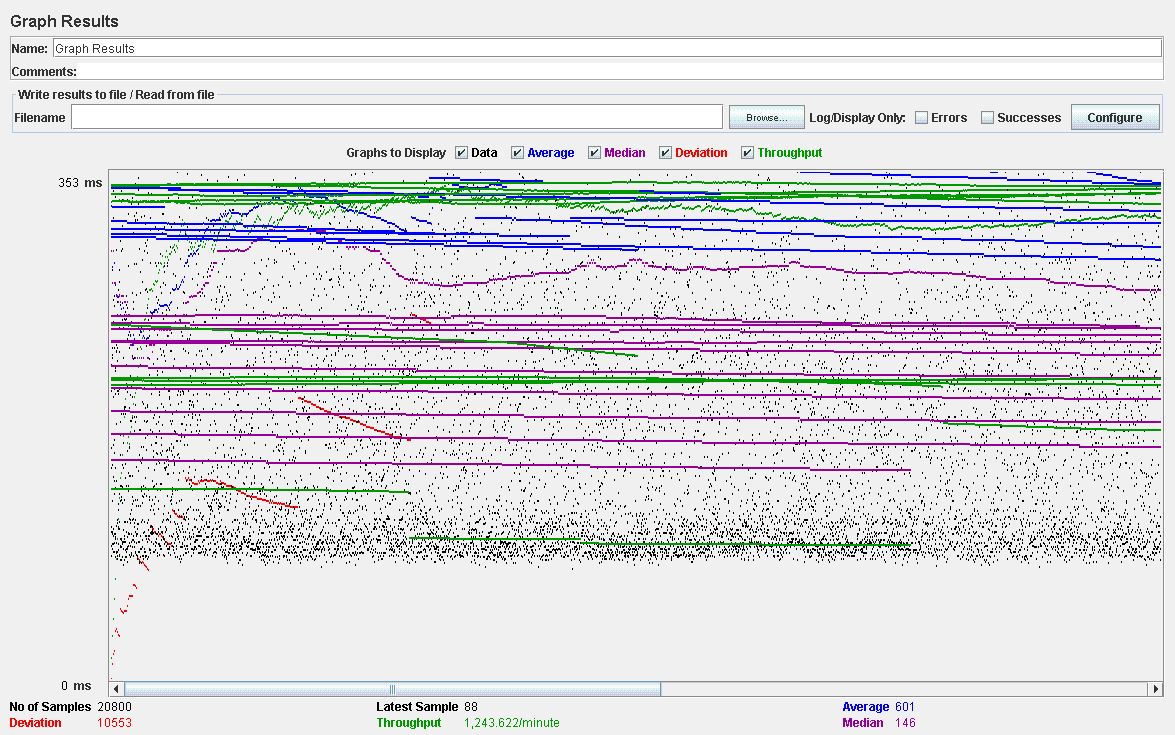 Graph Results
Name: Graph Results
Comments:
Write results to file / Read from file
Filename Browse... Log/Display Only: Errors Successes Configure
Graphs to Display Data Average Median Deviation Throughput
353 ms
0 ms
No of Samples 20800 Latest Sample 88 Average 601
Deviation 10553 Throughput 1,243.622/minute Median 146